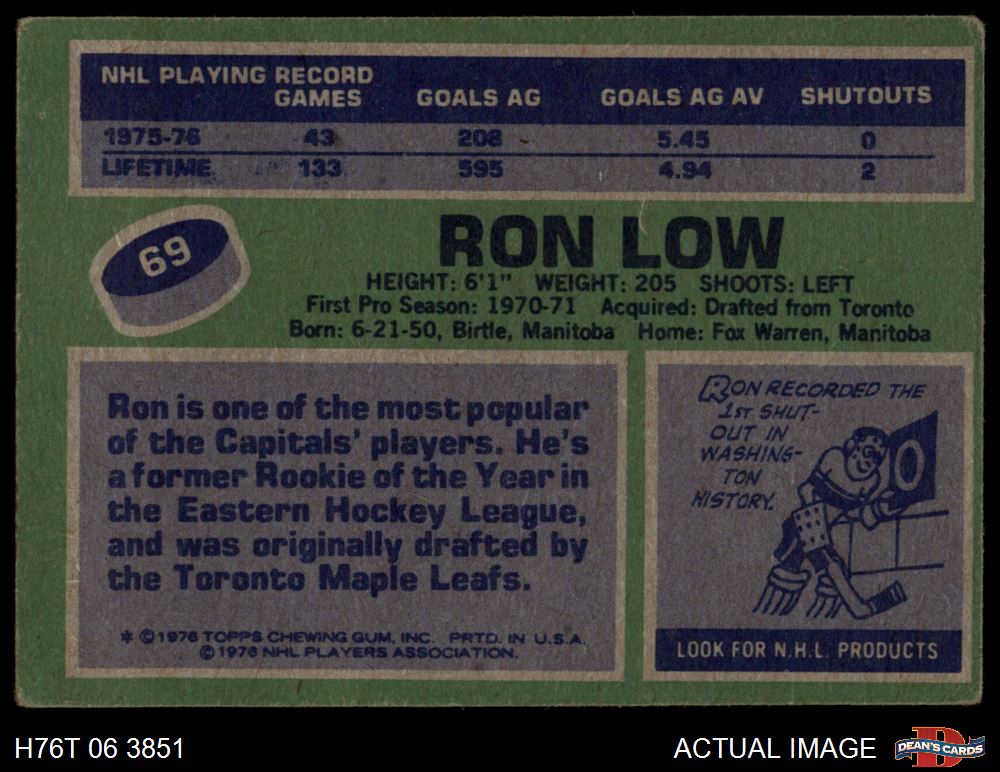 NHL PLAYING RECORD
GAMES GOALS AG GOALS AG AV SHUTOUTS
1975-76 43 208 5.45 0
LIFETIME 133 595 4.94 2
69
RON LOW
HEIGHT: 6'1" WEIGHT: 205 SHOOTS: LEFT
First Pro Season: 1970-71 Acquired: Drafted from Toronto
Born: 6-21-50, Birtle, Manitoba Home: Fox Warren, Manitoba
Ron is one of the most popular
of the Capitals' players. He's
a former Rookie of the Year in
the Eastern Hockey League,
and was originally drafted by
the Toronto Maple Leafs.
* © 1976 TOPPS CHEWING GUM, INC. PRTD. IN U.S.A.
© 1976 NHL PLAYERS ASSOCIATION.
RON RECORDED THE
1ST SHUT-
OUT IN
WASHING-
TON
HISTORY.
0
LOOK FOR N.H.L. PRODUCTS
H76T 06 3851
ACTUAL IMAGE
D
DEAN'S CARDS